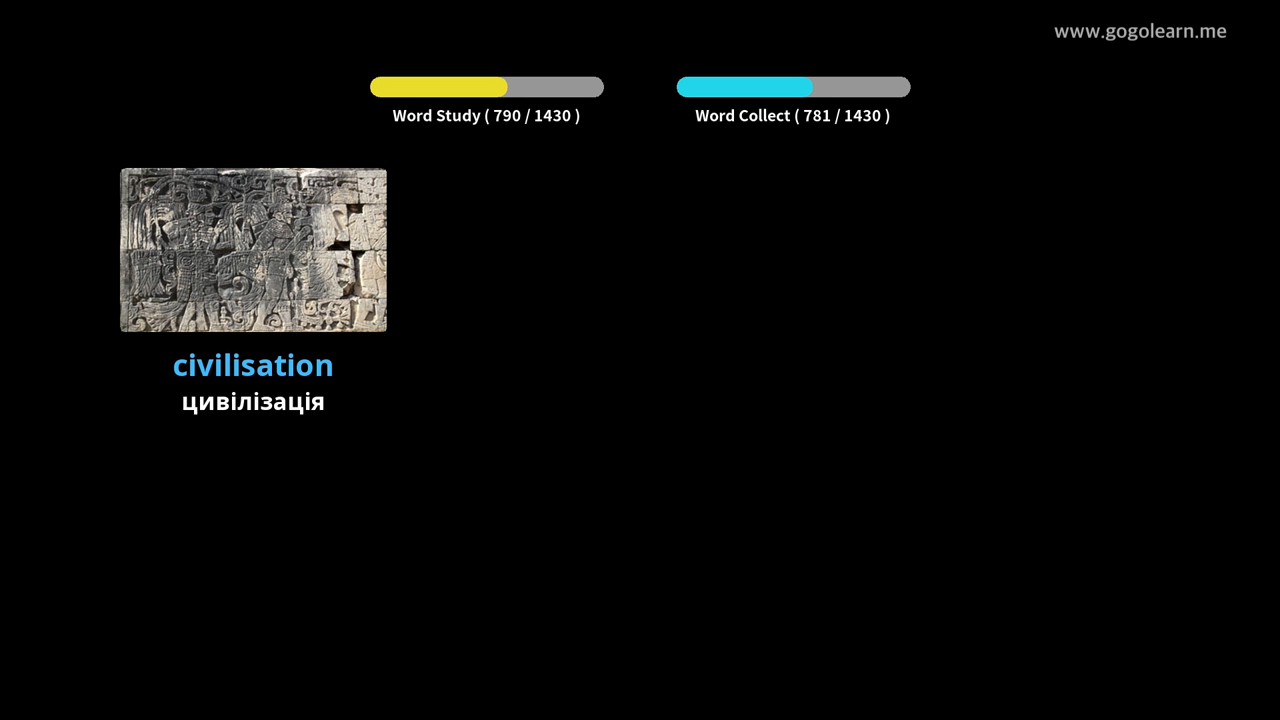 www.gogolearn.me
Word Study ( 790 / 1430 )
Word Collect ( 781 / 1430 )
civilisation
цивілізація